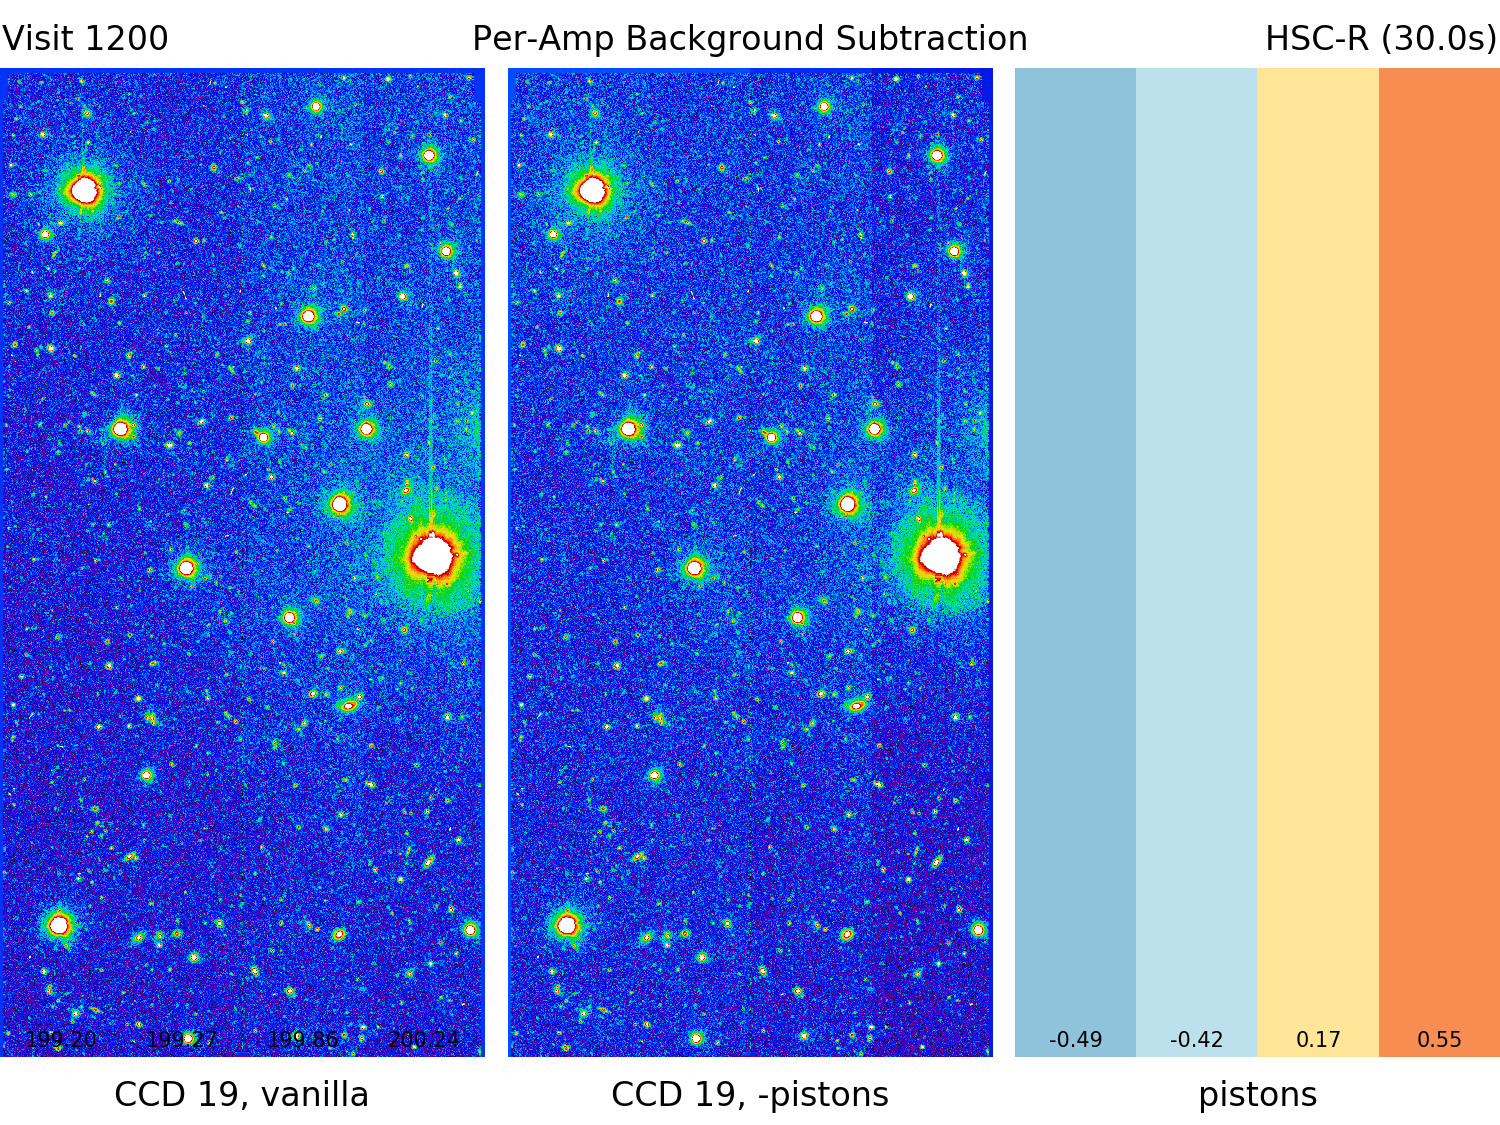 Visit 1200 Per-Amp Background Subtraction HSC-R (30.0s)
199.20 199.27 199.86 200.24 -0.49 -0.42 0.17 0.55
CCD 19, vanilla CCD 19, -pistons pistons